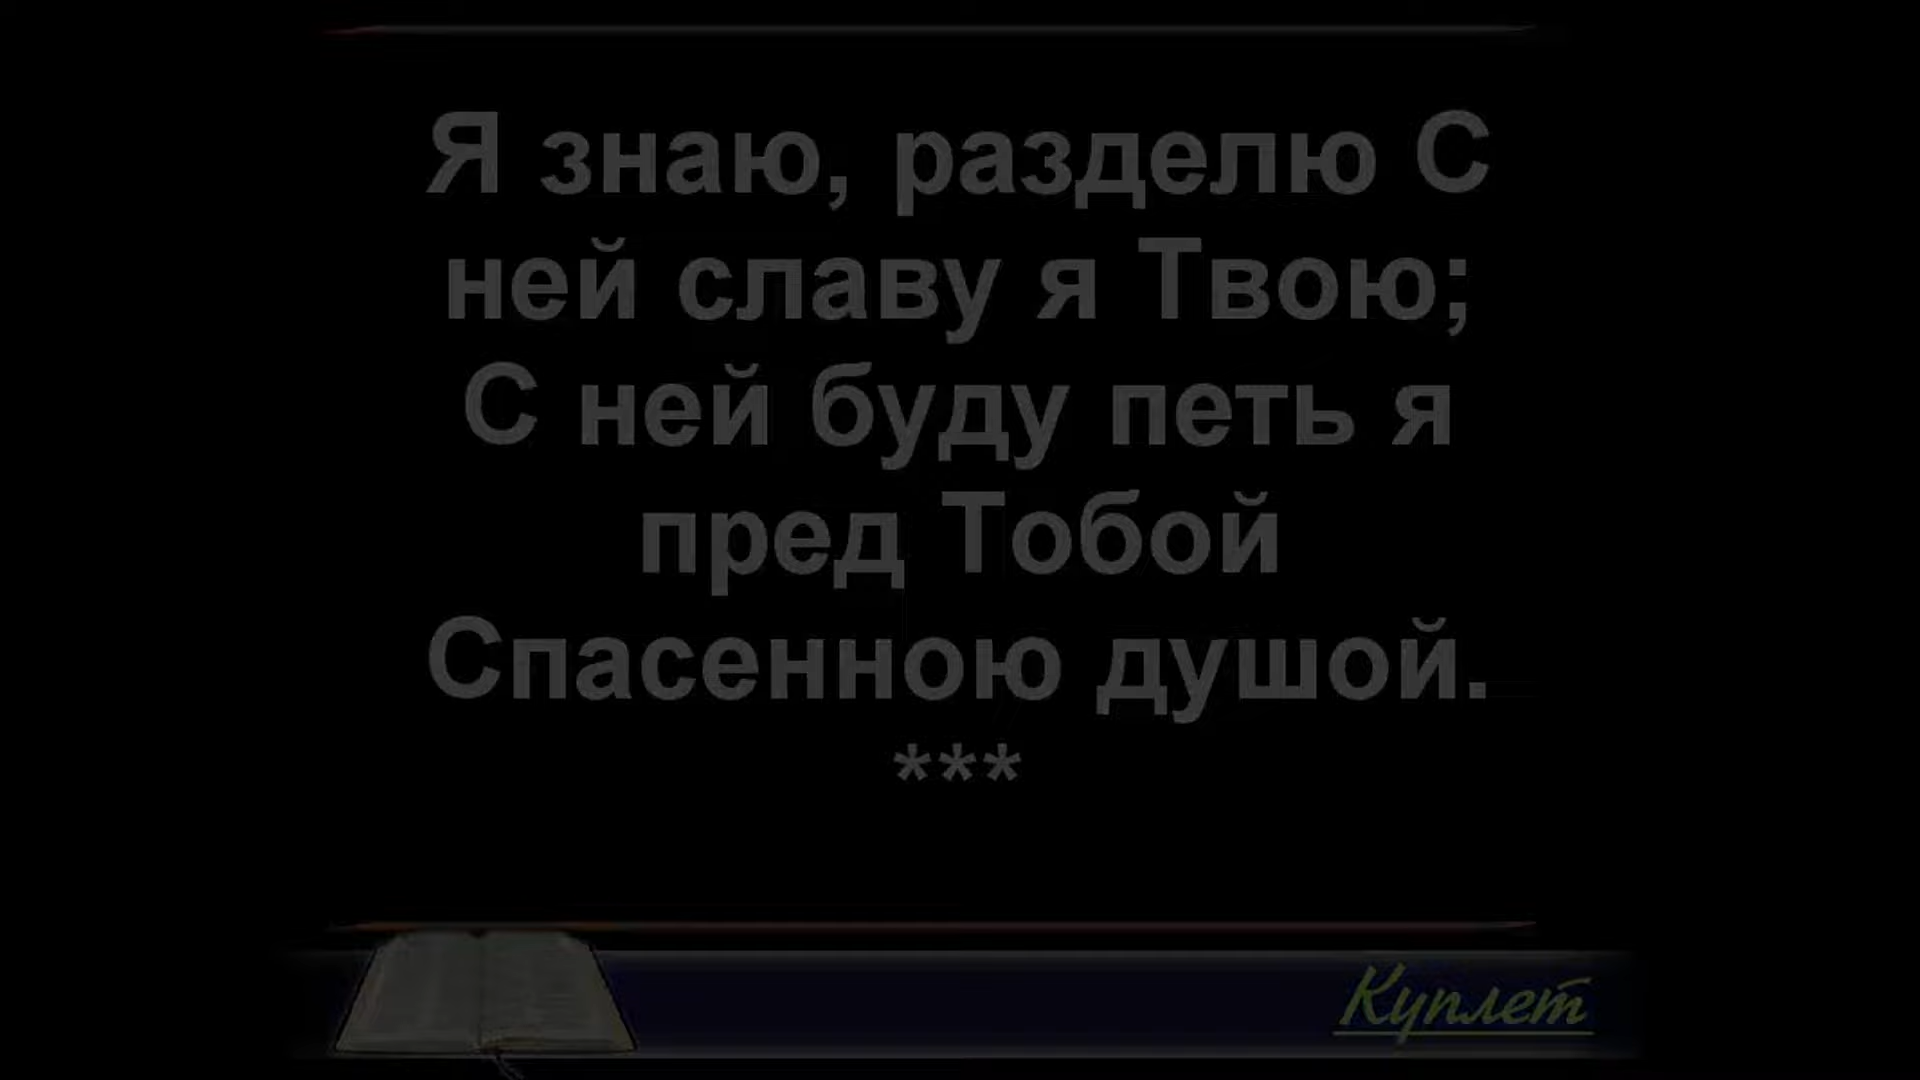 Я знаю, разделю С
ней славу я Твою;
С ней буду петь я
пред Тобой
Спасенною душой.
***
Куплет